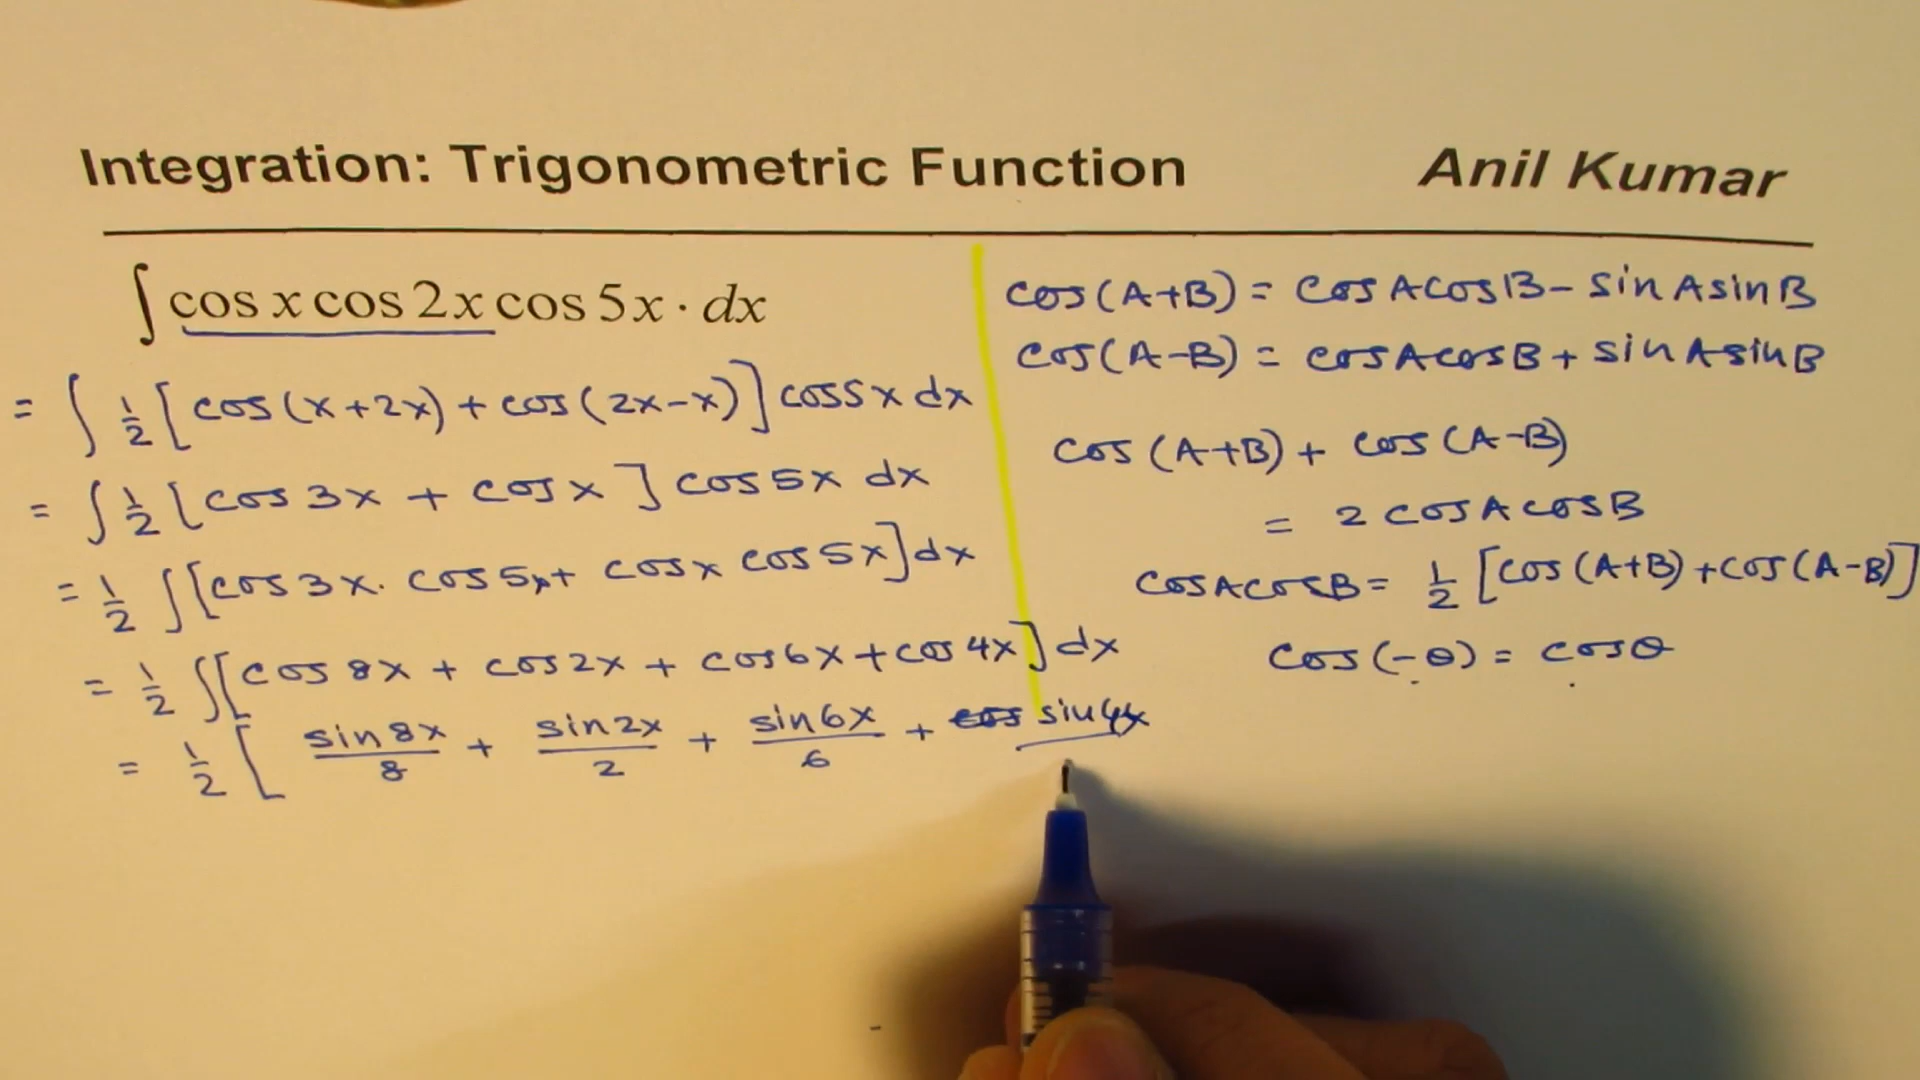 Integration: Trigonometric Function Anil Kumar
∫ cos x cos 2x cos 5x · dx
= ∫ 1/2 [cos(x+2x) + cos(2x-x)] cos5x dx
= ∫ 1/2 [cos 3x + cos x] cos 5x dx
= 1/2 ∫ [cos 3x. cos 5x + cos x cos 5x] dx
= 1/2 ∫ [cos 8x + cos 2x + cos 6x + cos 4x] dx
= 1/2 [ sin 8x/8 + sin 2x/2 + sin 6x/6 + cos sin 4x/
cos (A+B) = cos A cos B - sin A sin B
cos (A-B) = cos A cos B + sin A sin B
cos (A+B) + cos (A-B)
= 2 cos A cos B
cos A cos B = 1/2 [cos (A+B) + cos (A-B)]
cos (-θ) = cos θ